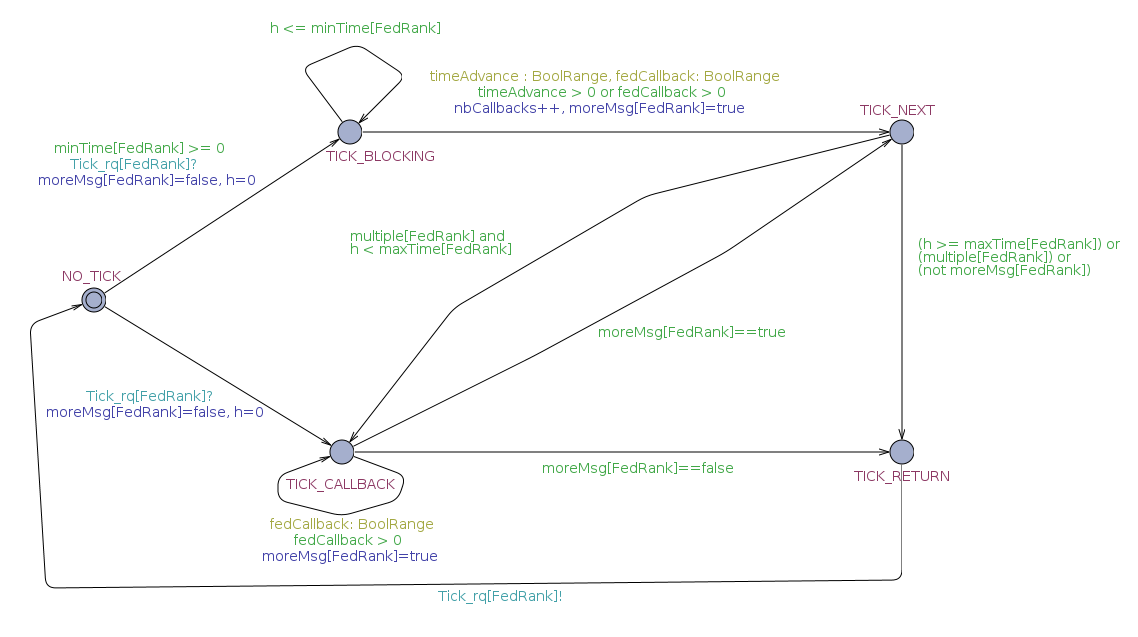 h <= minTime[FedRank]
timeAdvance : BoolRange, fedCallback: BoolRange
timeAdvance > 0 or fedCallback > 0
nbCallbacks++, moreMsg[FedRank]=true
TICK_NEXT
minTime[FedRank] >= 0
Tick_rq[FedRank]?
moreMsg[FedRank]=false, h=0
TICK_BLOCKING
multiple[FedRank] and
h < maxTime[FedRank]
(h >= maxTime[FedRank]) or
(multiple[FedRank]) or
(not moreMsg[FedRank])
NO_TICK
moreMsg[FedRank]==true
Tick_rq[FedRank]?
moreMsg[FedRank]=false, h=0
moreMsg[FedRank]==false
TICK_RETURN
TICK_CALLBACK
fedCallback: BoolRange
fedCallback > 0
moreMsg[FedRank]=true
Tick_rq[FedRank]!